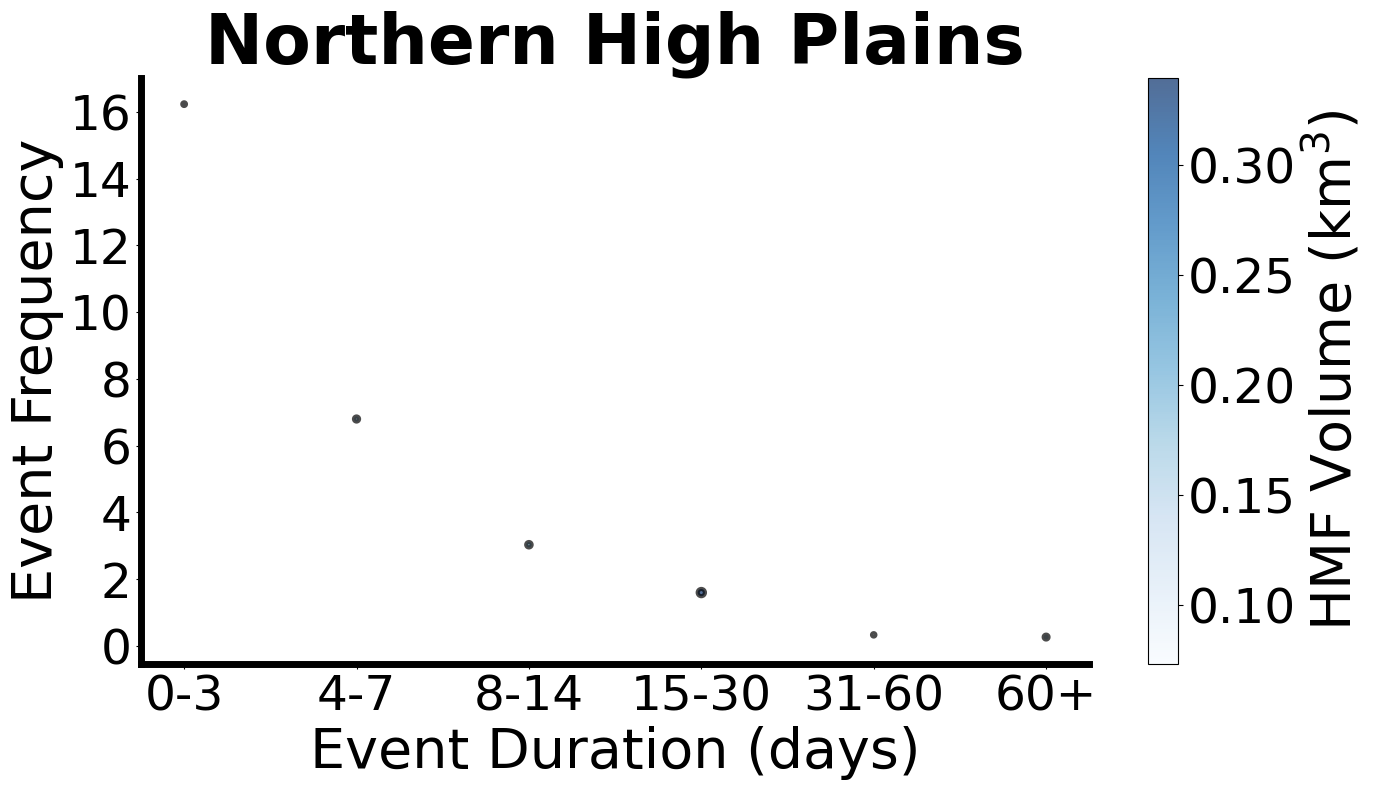 Northern High Plains
Event Frequency
16
14
12
10
8
6
4
2
0
0-3 4-7 8-14 15-30 31-60 60+
Event Duration (days)
0.30
0.25
0.20
0.15
0.10
HMF Volume (km³)